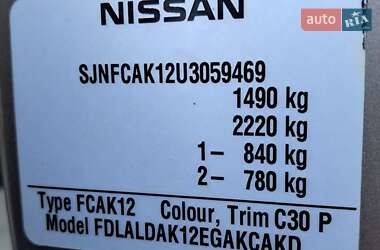 NISSAN
auto RIA
SJNFCAK12U3059469
1490 kg
2220 kg
1– 840 kg
2– 780 kg
Type FCAK12 Colour, Trim C30 P
Model FDLALDAK12EGAKCAKD